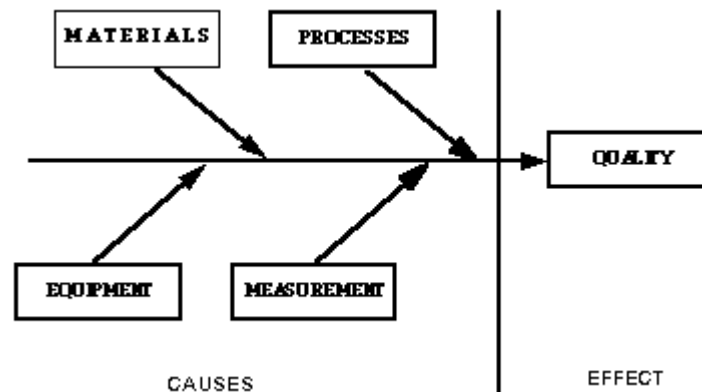 MATERIALS
PROCESSES
QUALITY
EQUIPMENT
MEASUREMENT
CAUSES
EFFECT